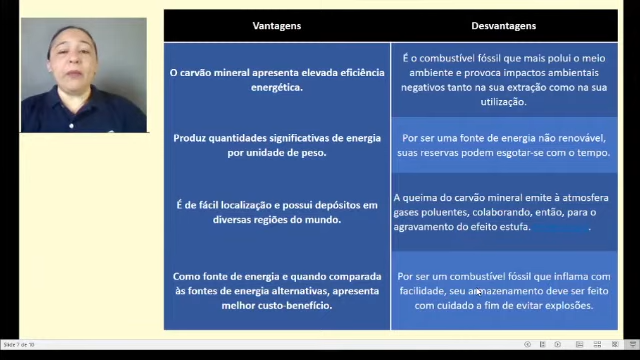 Vantagens
Desvantagens
O carvão mineral apresenta elevada eficiência
energética.
É o combustível fóssil que mais polui o meio
ambiente e provoca impactos ambientais
negativos tanto na sua extração como na sua
utilização.
Produz quantidades significativas de energia
por unidade de peso.
Por ser uma fonte de energia não renovável,
suas reservas podem esgotar-se com o tempo.
É de fácil localização e possui depósitos em
diversas regiões do mundo.
A queima do carvão mineral emite à atmosfera
gases poluentes, colaborando, então, para o
agravamento do efeito estufa.
Como fonte de energia e quando comparada
às fontes de energia alternativas, apresenta
melhor custo-benefício.
Por ser um combustível fóssil que inflama com
facilidade, seu armazenamento deve ser feito
com cuidado a fim de evitar explosões.
Slide 7 de 10